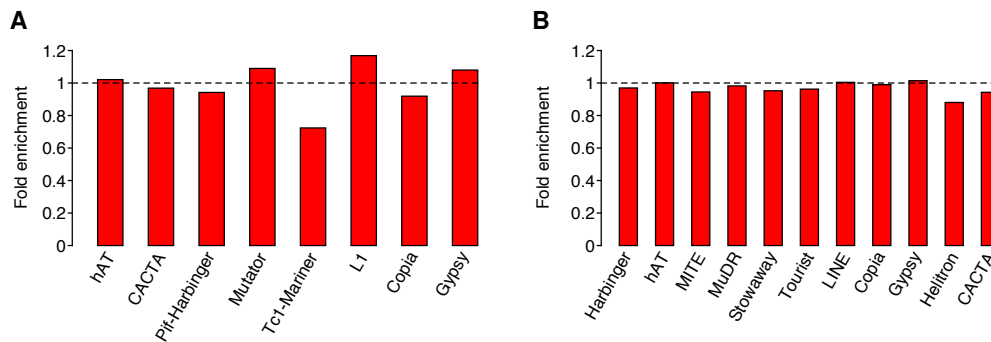 A
Fold enrichment
1.2
1
0.8
0.6
0.4
0.2
0
hAT
CACTA
Pif-Harbinger
Mutator
Tc1-Mariner
L1
Copia
Gypsy
B
Fold enrichment
1.2
1
0.8
0.6
0.4
0.2
0
Harbinger
hAT
MITE
MuDR
Stowaway
Tourist
LINE
Copia
Gypsy
Helitron
CACTA